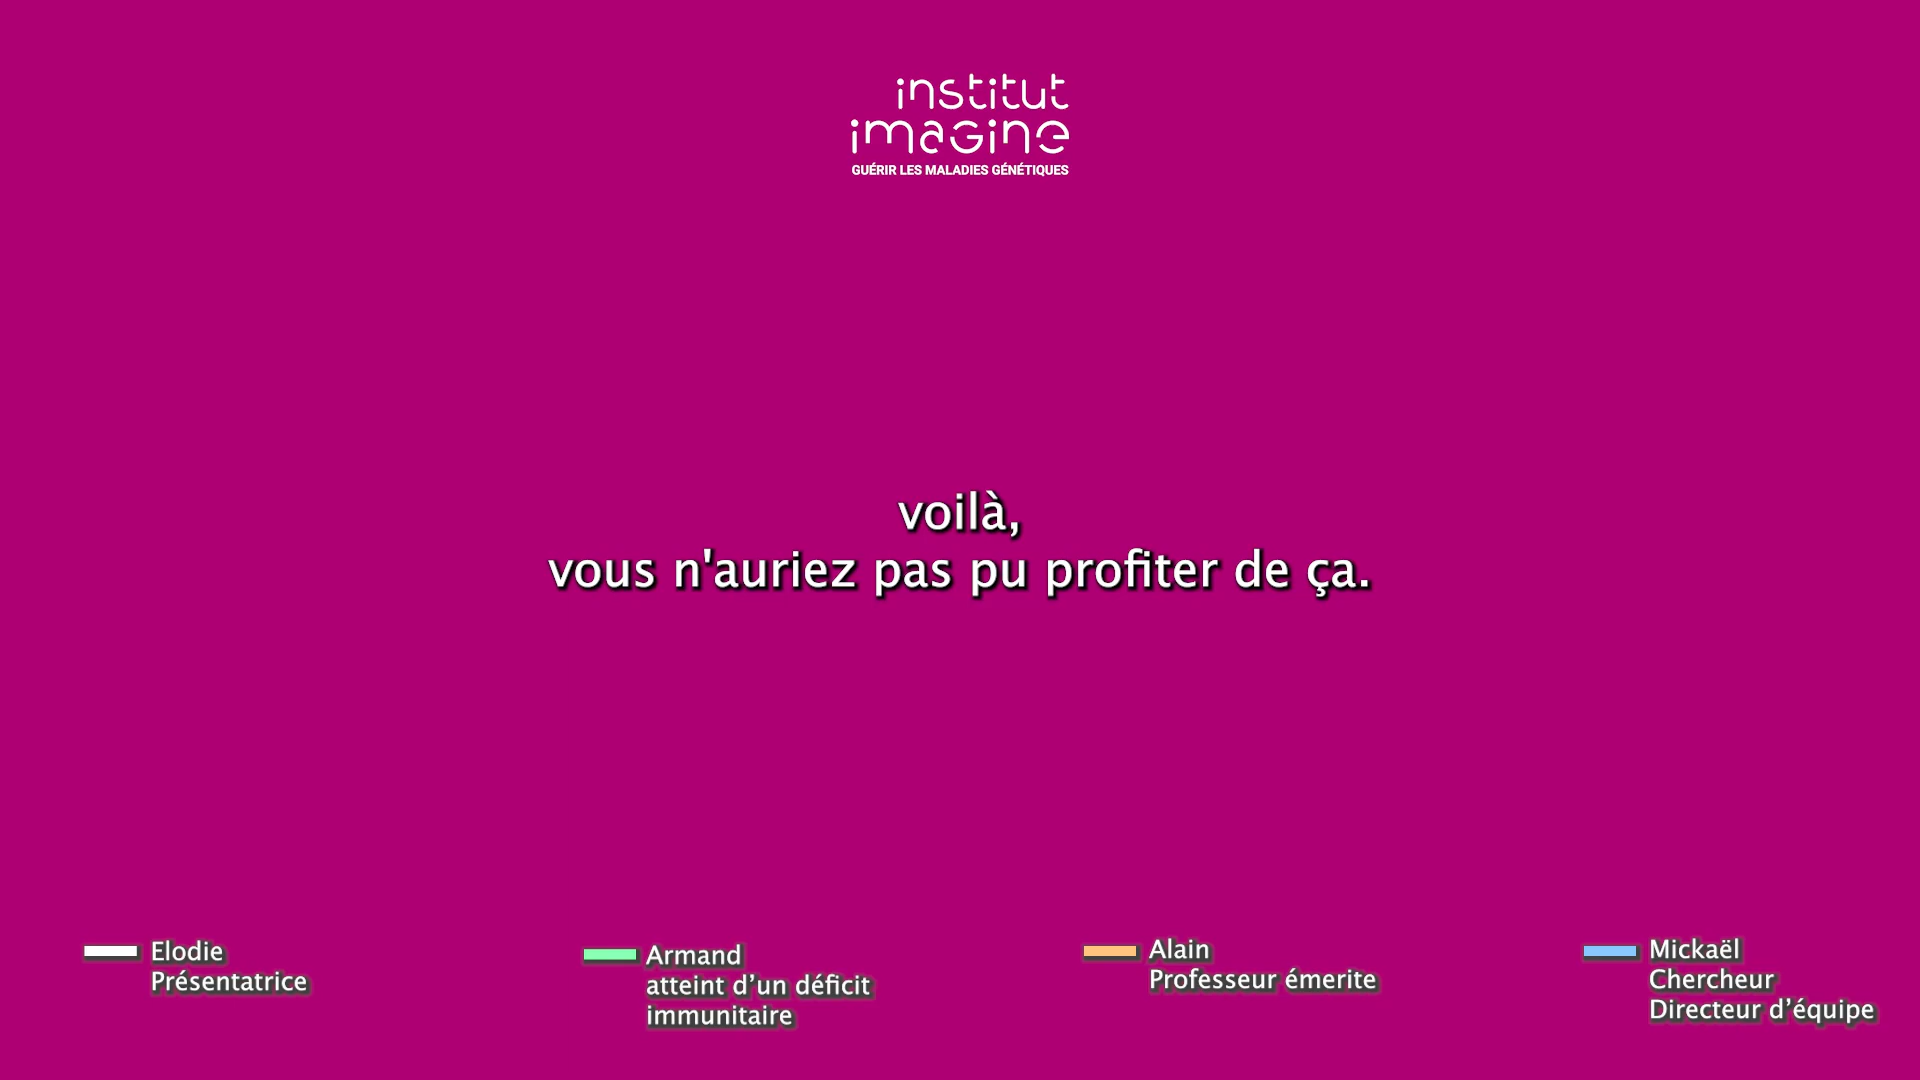 institut
imagine
GUÉRIR LES MALADIES GÉNÉTIQUES
voilà,
vous n'auriez pas pu profiter de ça.
Elodie
Présentatrice
Armand
atteint d’un déficit
immunitaire
Alain
Professeur émerite
Mickaël
Chercheur
Directeur d’équipe